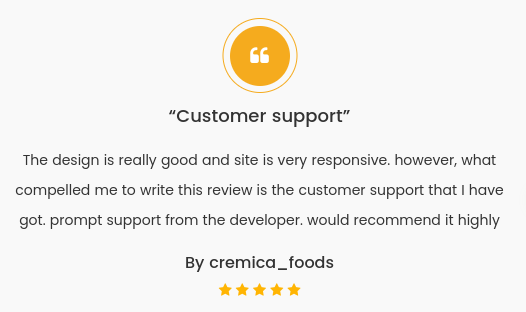 “Customer support”
The design is really good and site is very responsive. however, what
compelled me to write this review is the customer support that I have
got. prompt support from the developer. would recommend it highly
By cremica_foods